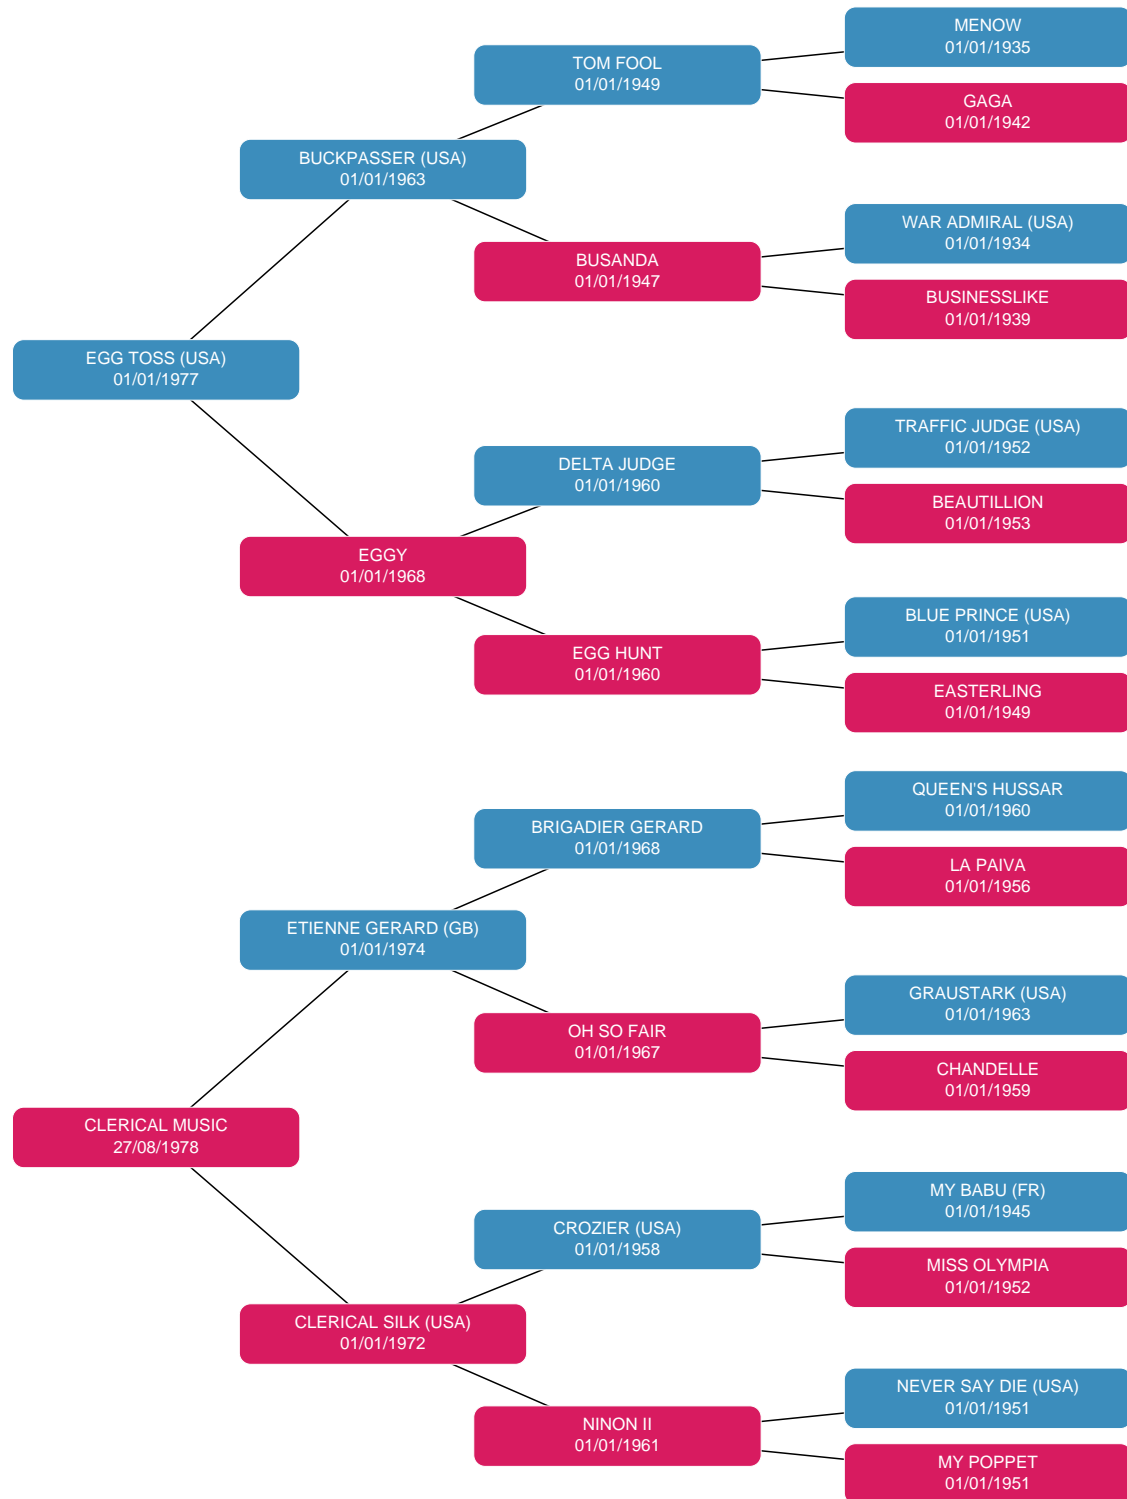 MENOW
01/01/1935
TOM FOOL
01/01/1949
GAGA
01/01/1942
BUCKPASSER (USA)
01/01/1963
WAR ADMIRAL (USA)
01/01/1934
BUSANDA
01/01/1947
BUSINESSLIKE
01/01/1939
EGG TOSS (USA)
01/01/1977
TRAFFIC JUDGE (USA)
01/01/1952
DELTA JUDGE
01/01/1960
BEAUTILLION
01/01/1953
EGGY
01/01/1968
BLUE PRINCE (USA)
01/01/1951
EGG HUNT
01/01/1960
EASTERLING
01/01/1949
QUEEN'S HUSSAR
01/01/1960
BRIGADIER GERARD
01/01/1968
LA PAIVA
01/01/1956
ETIENNE GERARD (GB)
01/01/1974
GRAUSTARK (USA)
01/01/1963
OH SO FAIR
01/01/1967
CHANDELLE
01/01/1959
CLERICAL MUSIC
27/08/1978
MY BABU (FR)
01/01/1945
CROZIER (USA)
01/01/1958
MISS OLYMPIA
01/01/1952
CLERICAL SILK (USA)
01/01/1972
NEVER SAY DIE (USA)
01/01/1951
NINON II
01/01/1961
MY POPPET
01/01/1951